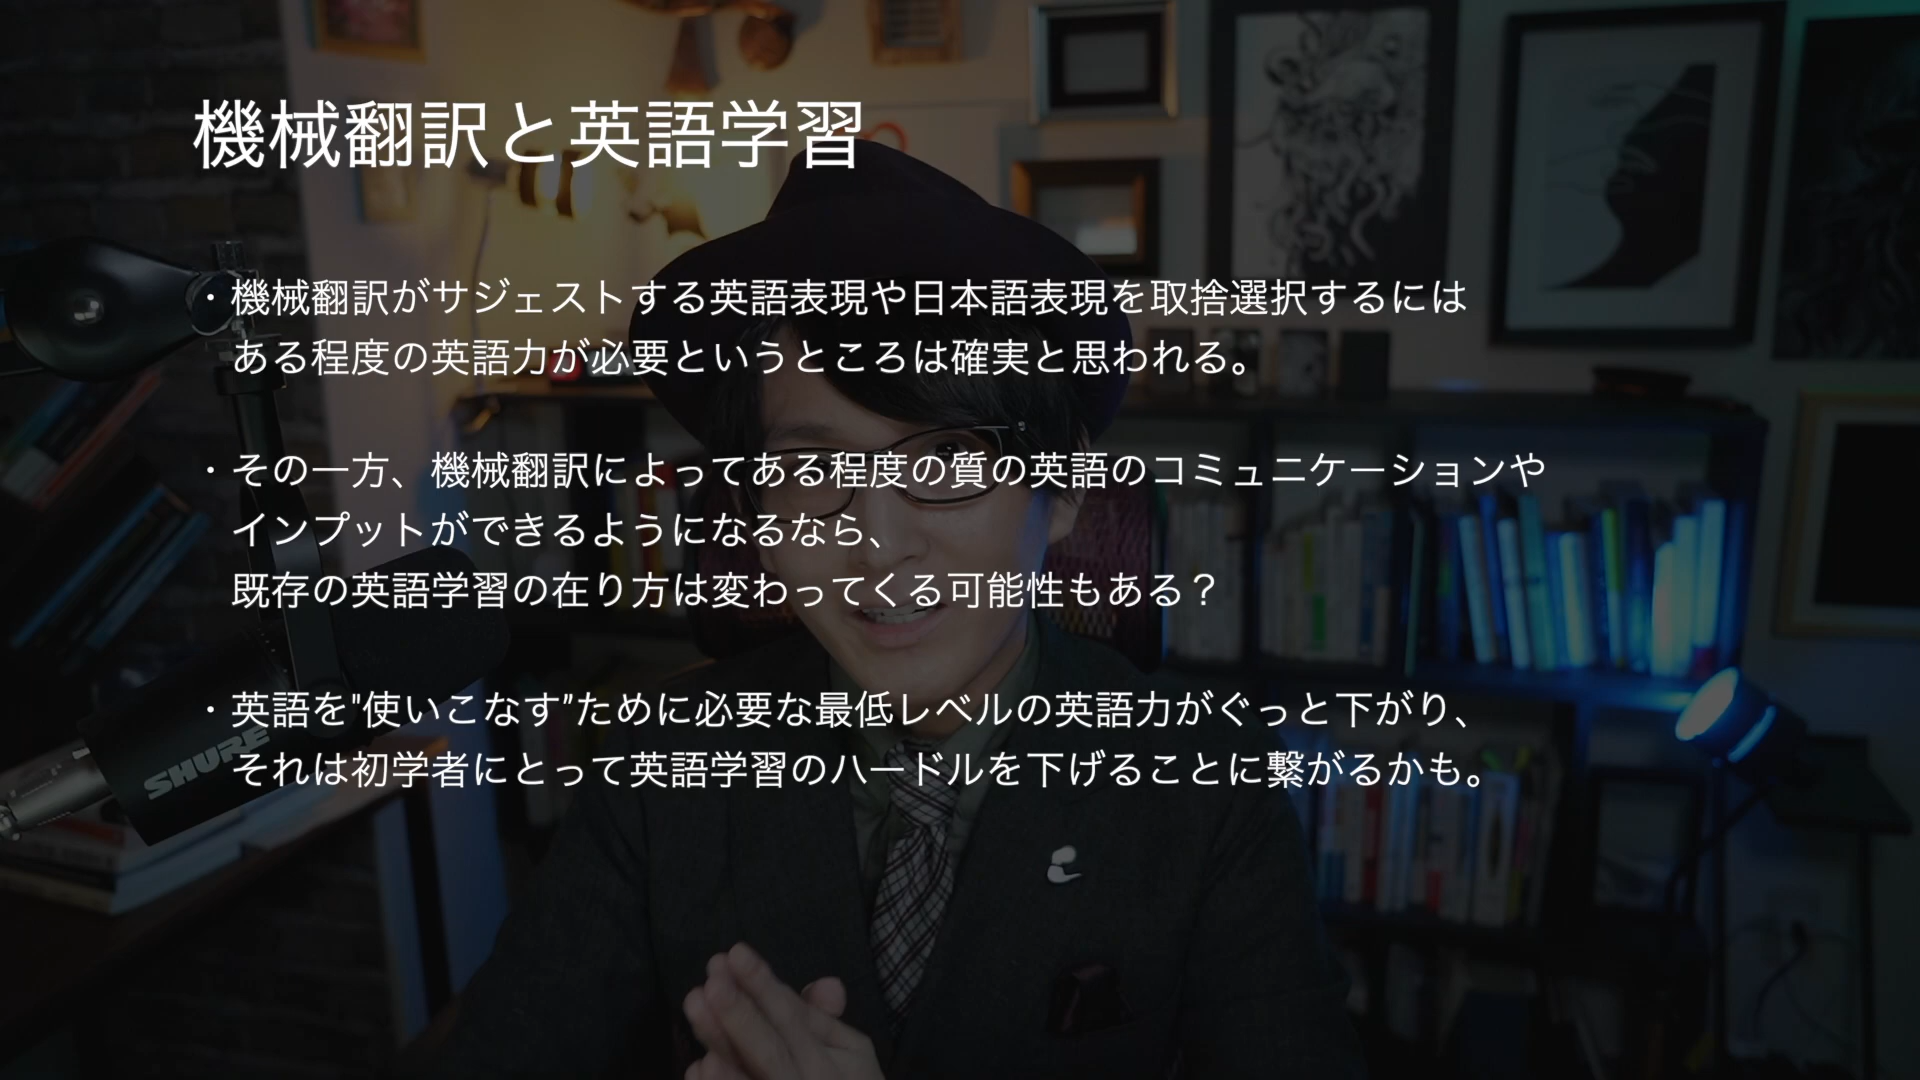 機械翻訳と英語学習
・機械翻訳がサジェストする英語表現や日本語表現を取捨選択するには
ある程度の英語力が必要というところは確実と思われる。
・その一方、機械翻訳によってある程度の質の英語のコミュニケーションや
インプットができるようになるなら、
既存の英語学習の在り方は変わってくる可能性もある？
・英語を"使いこなす"ために必要な最低レベルの英語力がぐっと下がり、
それは初学者にとって英語学習のハードルを下げることに繋がるかも。
SHURE